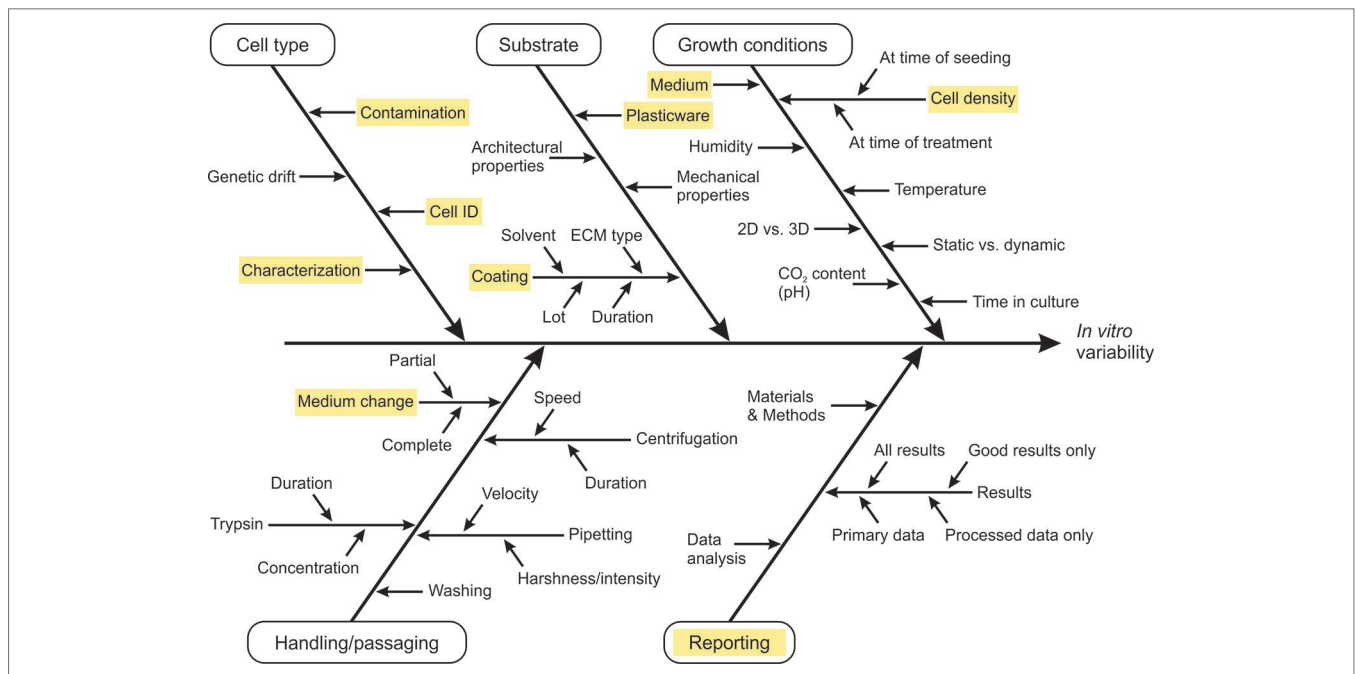 Cell type
Substrate
Growth conditions
Contamination
Genetic drift
Cell ID
Characterization
Plasticware
Architectural
properties
Mechanical
properties
Solvent
ECM type
Coating
Lot
Duration
Medium
At time of seeding
Cell density
At time of treatment
Humidity
Temperature
2D vs. 3D
Static vs. dynamic
CO₂ content
(pH)
Time in culture
In vitro
variability
Partial
Medium change
Complete
Speed
Centrifugation
Duration
Duration
Trypsin
Concentration
Velocity
Pipetting
Harshness/intensity
Washing
Handling/passaging
Materials
& Methods
All results
Good results only
Results
Primary data
Processed data only
Data
analysis
Reporting